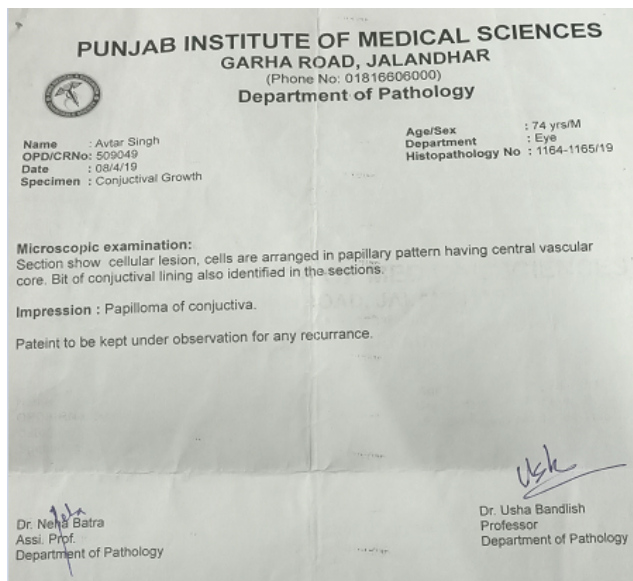 PUNJAB INSTITUTE OF MEDICAL SCIENCES
GARHA ROAD, JALANDHAR
(Phone No: 01816606000)
Department of Pathology
Name : Avtar Singh
OPD/CRNo: 509049
Date : 08/4/19
Specimen : Conjuctival Growth
Age/Sex : 74 yrs/M
Department : Eye
Histopathology No : 1164-1165/19
Microscopic examination:
Section show cellular lesion, cells are arranged in papillary pattern having central vascular
core. Bit of conjuctival lining also identified in the sections.
Impression : Papilloma of conjuctiva.
Pateint to be kept under observation for any recurrance.
Dr. Neha Batra
Assi. Prof.
Department of Pathology
Dr. Usha Bandlish
Professor
Department of Pathology